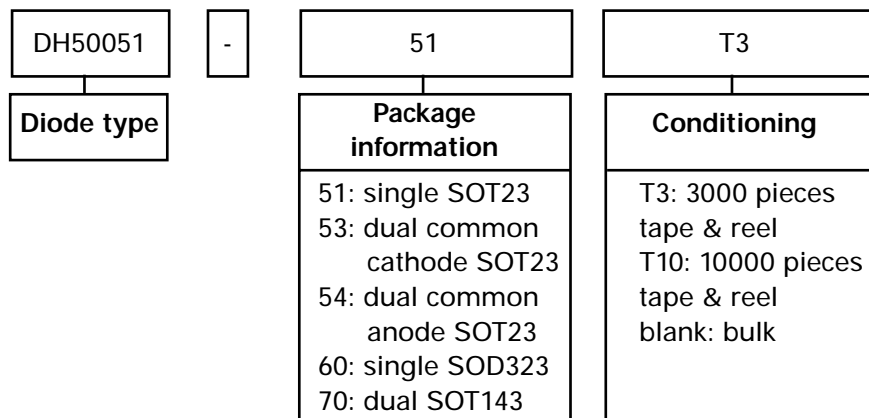 DH50051 - 51 T3
Diode type
Package
information
Conditioning
51: single SOT23
53: dual common
cathode SOT23
54: dual common
anode SOT23
60: single SOD323
70: dual SOT143
T3: 3000 pieces
tape & reel
T10: 10000 pieces
tape & reel
blank: bulk